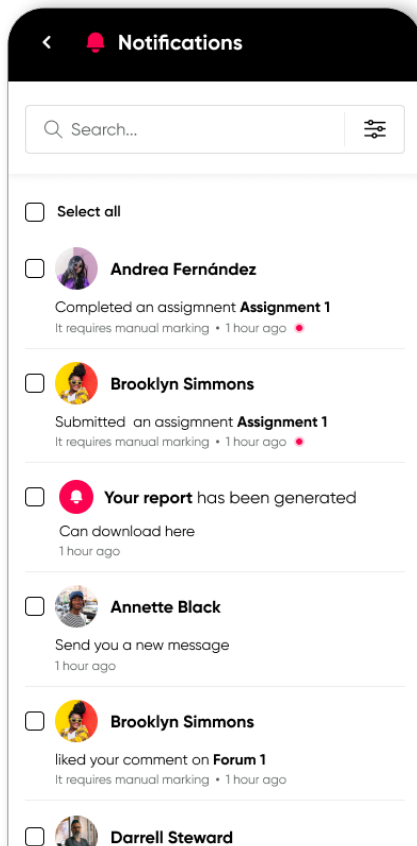 Notifications
Search...
Select all
Andrea Fernández
Completed an assigmnent Assignment 1
It requires manual marking • 1 hour ago
Brooklyn Simmons
Submitted an assigmnent Assignment 1
It requires manual marking • 1 hour ago
Your report has been generated
Can download here
1 hour ago
Annette Black
Send you a new message
1 hour ago
Brooklyn Simmons
liked your comment on Forum 1
It requires manual marking • 1 hour ago
Darrell Steward